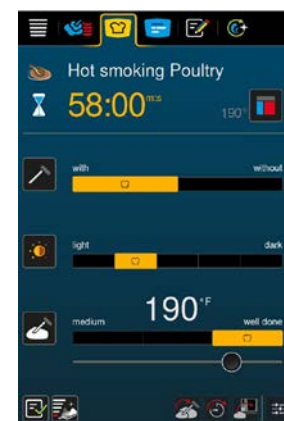 Hot smoking Poultry
58:00 m:s
190°
with without
light dark
190 °F
medium well done